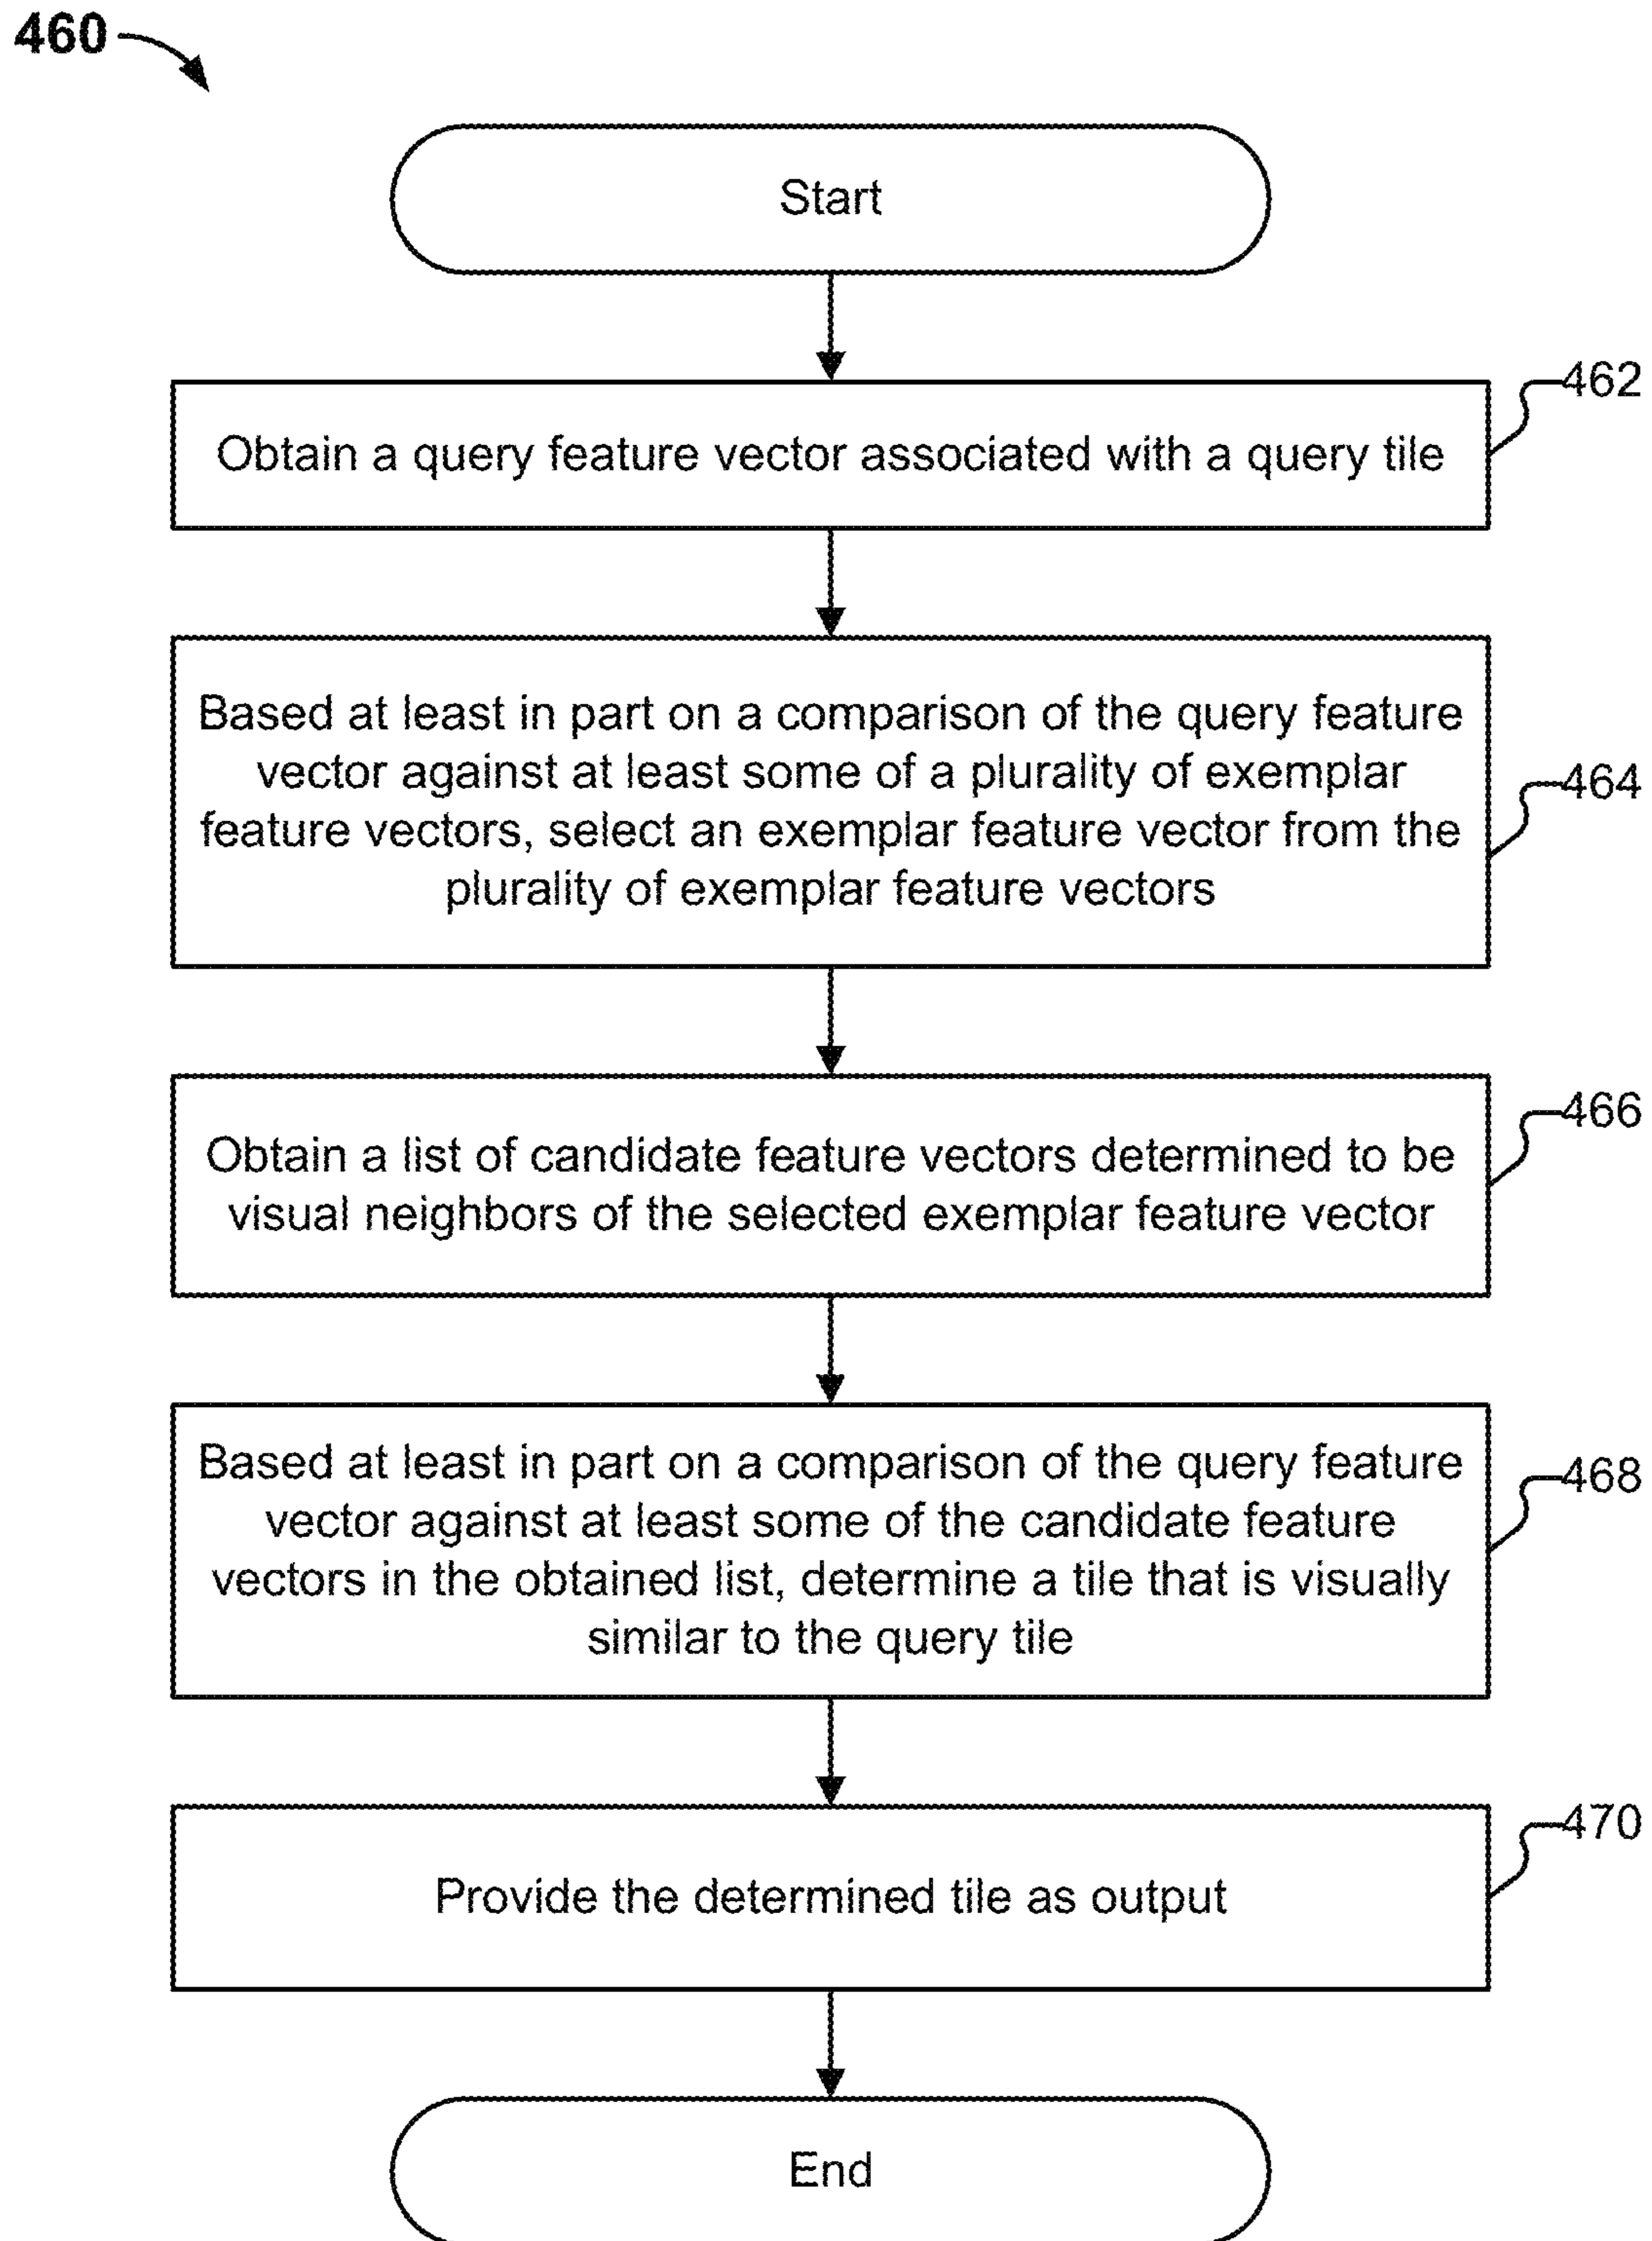 460
Start
462
Obtain a query feature vector associated with a query tile
Based at least in part on a comparison of the query feature
vector against at least some of a plurality of exemplar
464
feature vectors, select an exemplar feature vector from the
plurality of exemplar feature vectors
466
Obtain a list of candidate feature vectors determined to be
visual neighbors of the selected exemplar feature vector
Based at least in part on a comparison of the query feature
468
vector against at least some of the candidate feature
vectors in the obtained list, determine a tile that is visually
similar to the query tile
470
Provide the determined tile as output
End